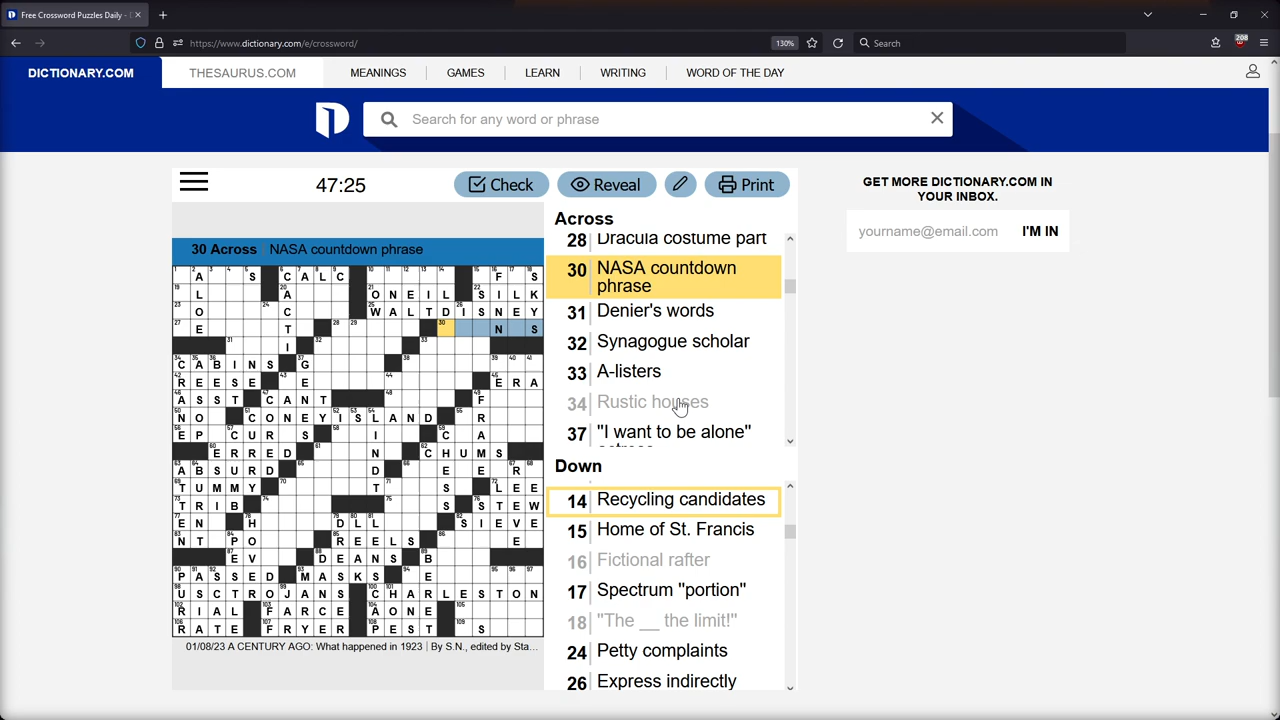 Free Crossword Puzzles Daily -
https://www.dictionary.com/e/crossword/
130%
Search
208
DICTIONARY.COM
THESAURUS.COM
MEANINGS
GAMES
LEARN
WRITING
WORD OF THE DAY
Search for any word or phrase
47:25
Check
Reveal
Print
GET MORE DICTIONARY.COM IN
YOUR INBOX.
yourname@email.com
I'M IN
30 Across NASA countdown phrase
A S C A L C F S
L A O N E I L S I L K
O C W A L T D I S N E Y
E T N S
I
C A B I N S G
R E E S E E E R A
A S S T C A N T F
N O C O N E Y I S L A N D R
E P C U R S I C A
E R R E D N C H U M S
A B S U R D D E E R
T U M M Y T S L E E
T R I B S S T E W
E N H D L L S I E V E
N T P O R E E L S E
E V D E A N S B
P A S S E D M A S K S E
U S C T R O J A N S C H A R L E S T O N
R I A L F A R C E A O N E
R A T E F R Y E R P E S T S
01/08/23 A CENTURY AGO: What happened in 1923 | By S.N., edited by Sta...
Across
28 Dracula costume part
30 NASA countdown
phrase
31 Denier's words
32 Synagogue scholar
33 A-listers
34 Rustic houses
37 "I want to be alone"
Down
14 Recycling candidates
15 Home of St. Francis
16 Fictional rafter
17 Spectrum "portion"
18 "The __ the limit!"
24 Petty complaints
26 Express indirectly